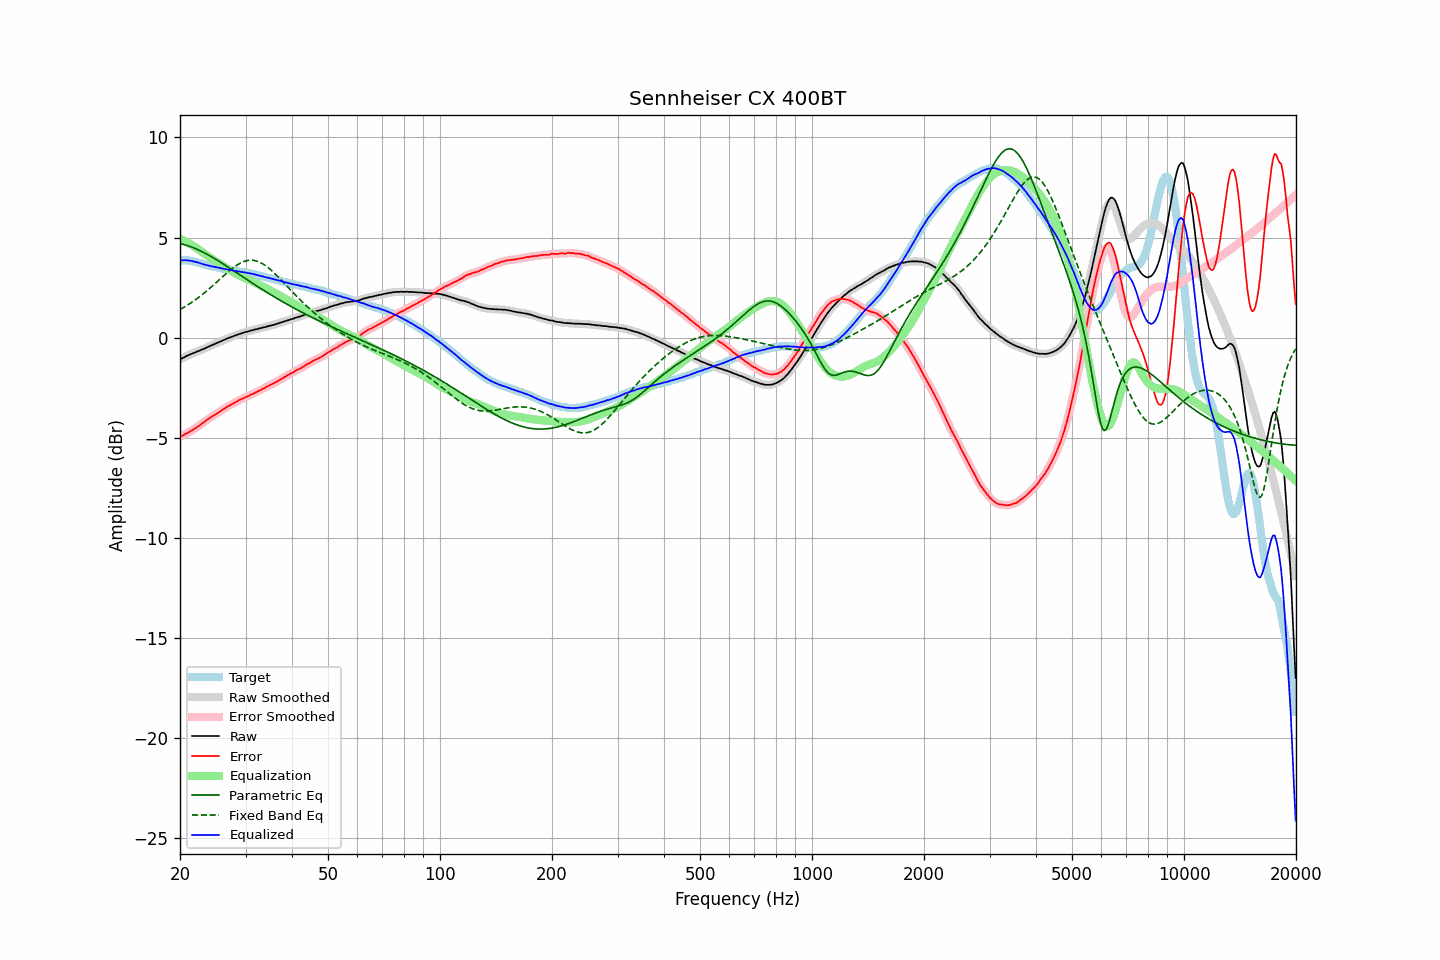 Sennheiser CX 400BT
10
5
0
−5
−10
−15
−20
−25
Amplitude (dBr)
Target
Raw Smoothed
Error Smoothed
Raw
Error
Equalization
Parametric Eq
Fixed Band Eq
Equalized
20 50 100 200 500 1000 2000 5000 10000 20000
Frequency (Hz)